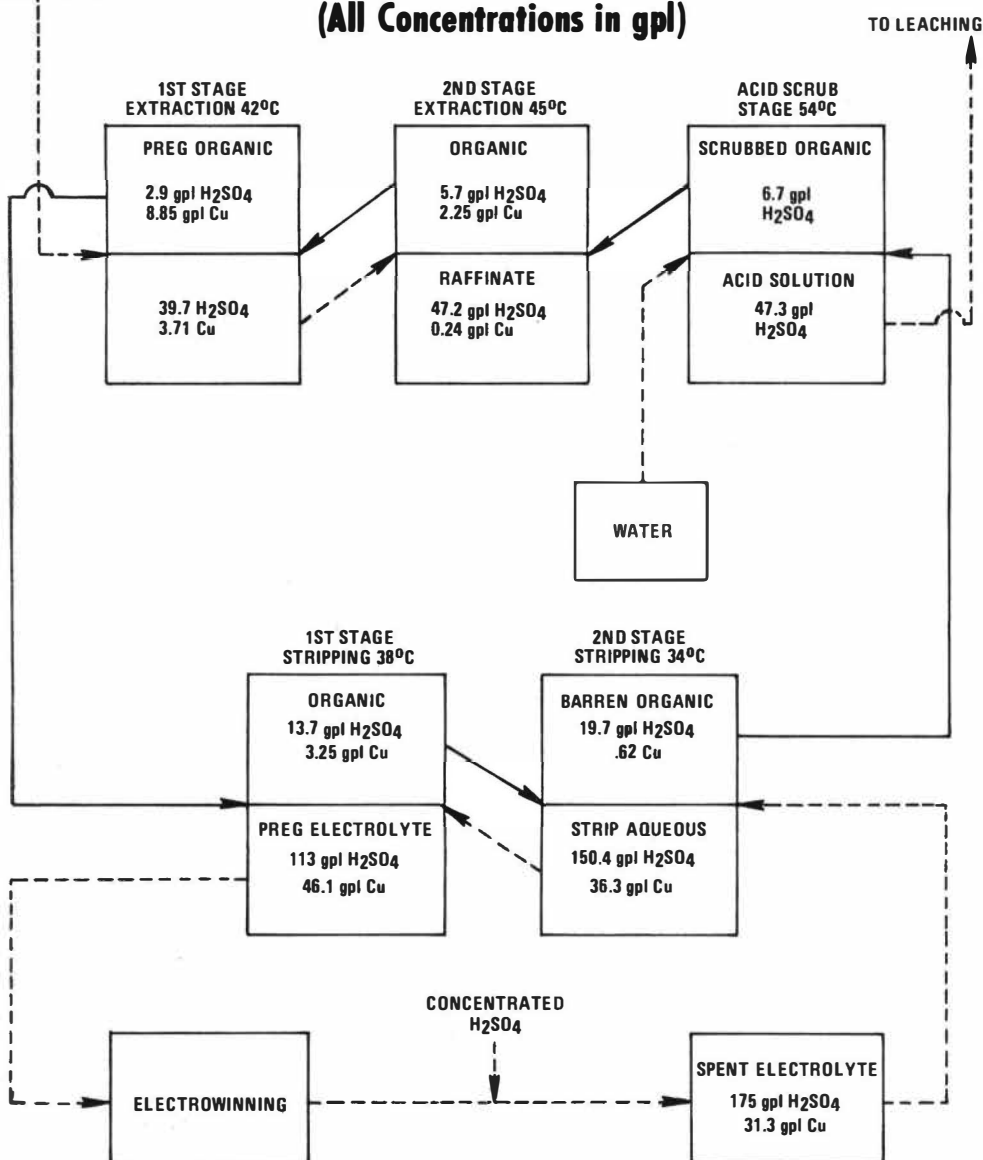 (All Concentrations in gpl)
TO LEACHING
1ST STAGE
EXTRACTION 42ºC
PREG ORGANIC
2.9 gpl H2SO4
8.85 gpl Cu
39.7 H2SO4
3.71 Cu
2ND STAGE
EXTRACTION 45ºC
ORGANIC
5.7 gpl H2SO4
2.25 gpl Cu
RAFFINATE
47.2 gpl H2SO4
0.24 gpl Cu
ACID SCRUB
STAGE 54ºC
SCRUBBED ORGANIC
6.7 gpl
H2SO4
ACID SOLUTION
47.3 gpl
H2SO4
WATER
1ST STAGE
STRIPPING 38ºC
ORGANIC
13.7 gpl H2SO4
3.25 gpl Cu
PREG ELECTROLYTE
113 gpl H2SO4
46.1 gpl Cu
2ND STAGE
STRIPPING 34ºC
BARREN ORGANIC
19.7 gpl H2SO4
.62 Cu
STRIP AQUEOUS
150.4 gpl H2SO4
36.3 gpl Cu
ELECTROWINNING
CONCENTRATED
H2SO4
SPENT ELECTROLYTE
175 gpl H2SO4
31.3 gpl Cu